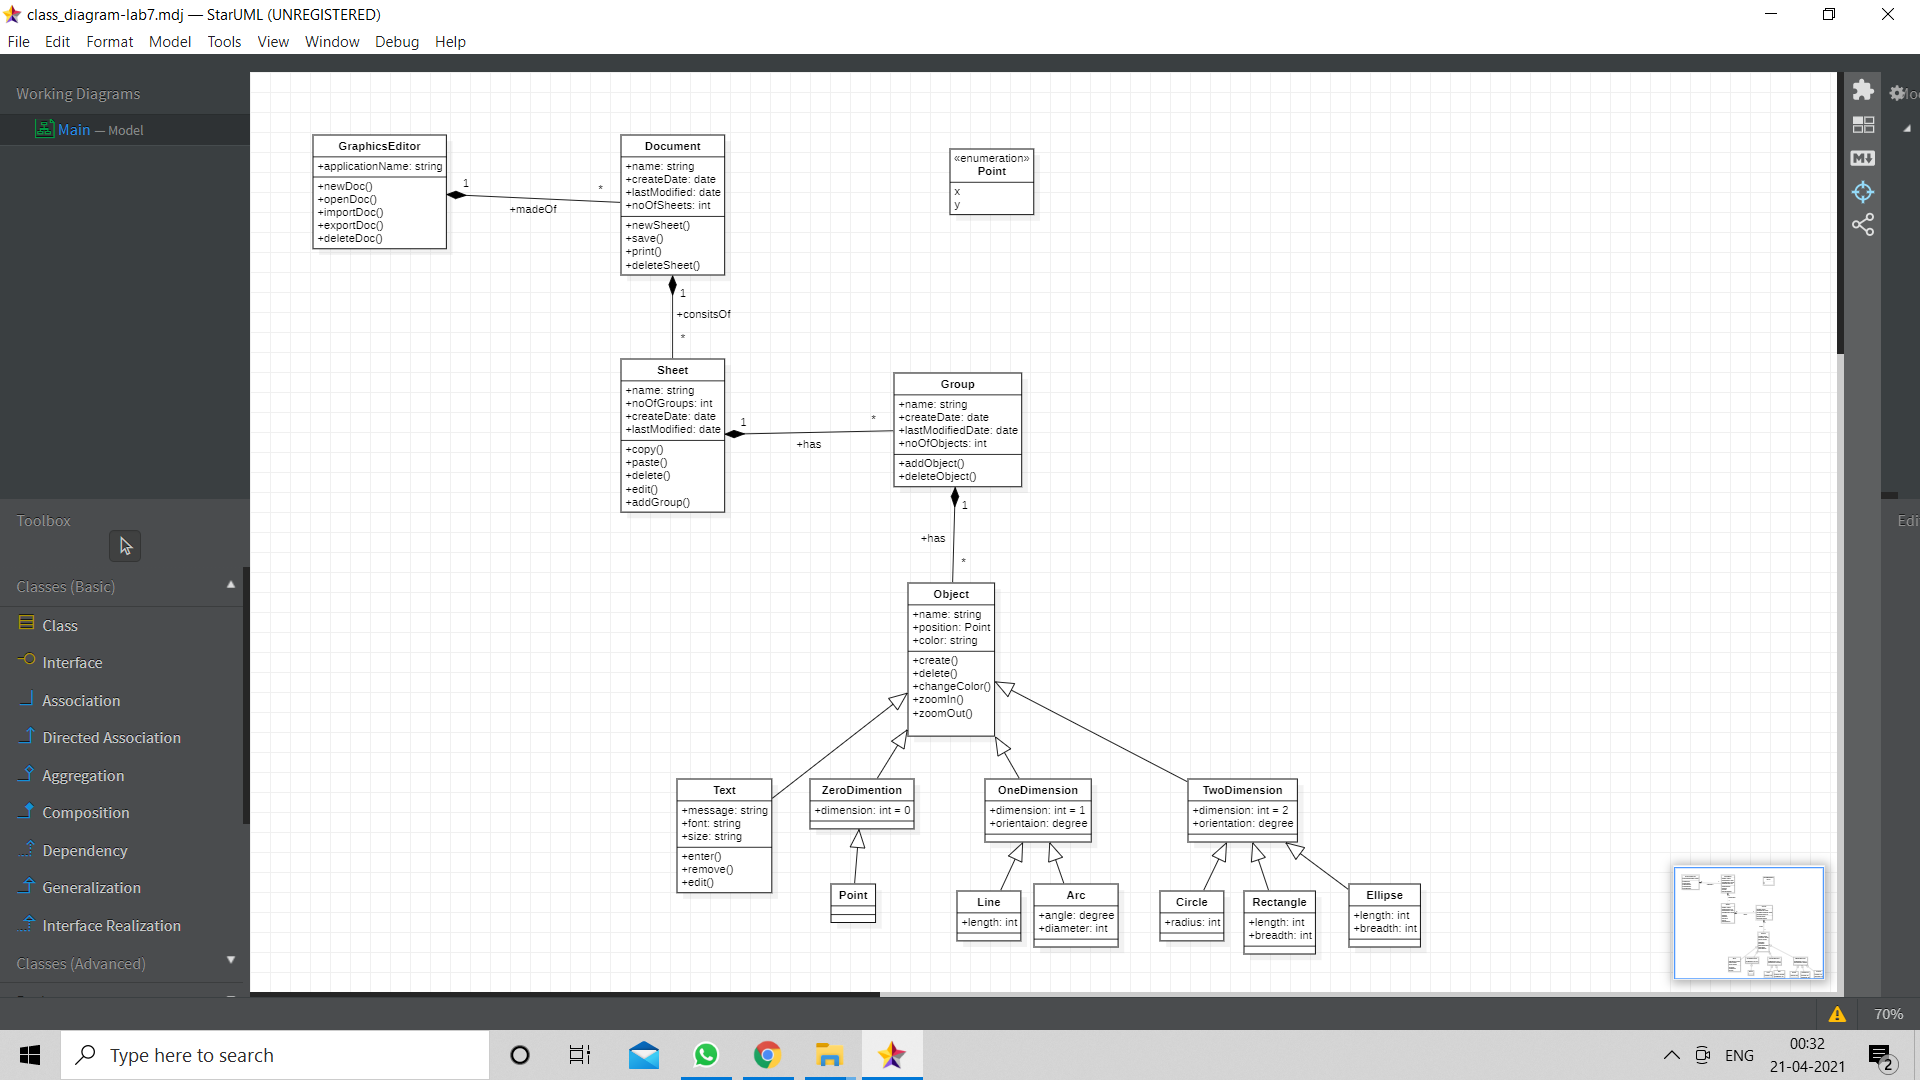 class_diagram-lab7.mdj — StarUML (UNREGISTERED)
File Edit Format Model Tools View Window Debug Help
Working Diagrams
Main — Model
Toolbox
Classes (Basic)
Class
Interface
Association
Directed Association
Aggregation
Composition
Dependency
Generalization
Interface Realization
Classes (Advanced)
GraphicsEditor
+applicationName: string
+newDoc()
+openDoc()
+importDoc()
+exportDoc()
+deleteDoc()
1
*
+madeOf
Document
+name: string
+createDate: date
+lastModified: date
+noOfSheets: int
+newSheet()
+save()
+print()
+deleteSheet()
«enumeration»
Point
x
y
1
+consitsOf
*
Sheet
+name: string
+noOfGroups: int
+createDate: date
+lastModified: date
+copy()
+paste()
+delete()
+edit()
+addGroup()
1
*
+has
Group
+name: string
+createDate: date
+lastModifiedDate: date
+noOfObjects: int
+addObject()
+deleteObject()
1
+has
*
Object
+name: string
+position: Point
+color: string
+create()
+delete()
+changeColor()
+zoomIn()
+zoomOut()
Text
+message: string
+font: string
+size: string
+enter()
+remove()
+edit()
ZeroDimention
+dimension: int = 0
OneDimension
+dimension: int = 1
+orientaion: degree
TwoDimension
+dimension: int = 2
+orientation: degree
Point
Line
+length: int
Arc
+angle: degree
+diameter: int
Circle
+radius: int
Rectangle
+length: int
+breadth: int
Ellipse
+length: int
+breadth: int
M
70%
Type here to search
ENG
00:32
21-04-2021
2